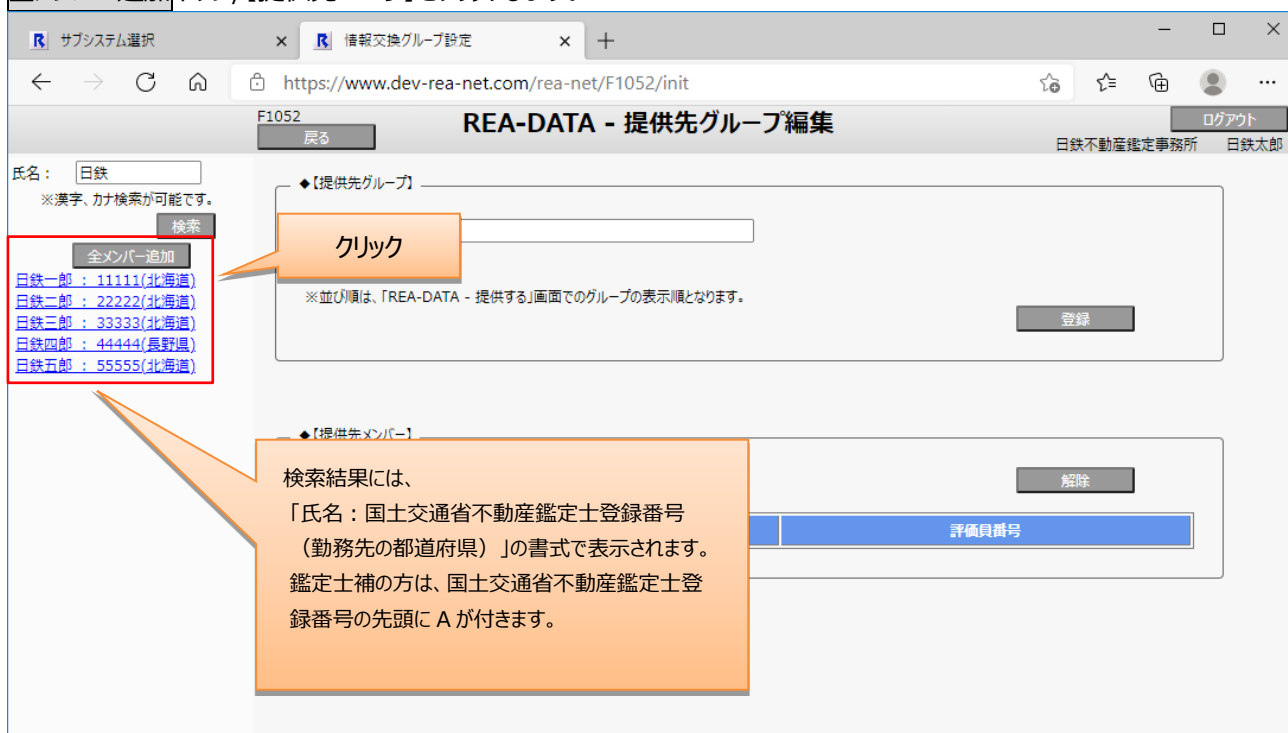 サブシステム選択
情報交換グループ設定
https://www.dev-rea-net.com/rea-net/F1052/init
F1052
戻る
REA-DATA - 提供先グループ編集
ログアウト
日鉄不動産鑑定事務所 日鉄太郎
氏名： 日鉄
※漢字、カナ検索が可能です。
検索
全メンバー追加
日鉄一郎 : 11111(北海道)
日鉄二郎 : 22222(北海道)
日鉄三郎 : 33333(北海道)
日鉄四郎 : 44444(長野県)
日鉄五郎 : 55555(北海道)
◆【提供先グループ】
クリック
※並び順は、「REA-DATA - 提供する」画面でのグループの表示順となります。
登録
◆【提供先メンバー】
解除
評価員番号
検索結果には、
「氏名：国土交通省不動産鑑定士登録番号
（勤務先の都道府県）」の書式で表示されます。
鑑定士補の方は、国土交通省不動産鑑定士登
録番号の先頭に A が付きます。